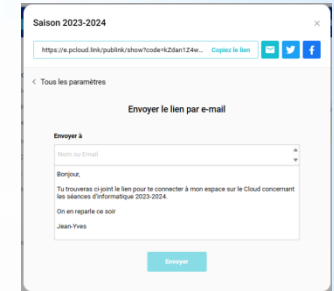 Saison 2023-2024
https://e.pcloud.link/publink/show?code=kZdan1Z4w... Copiez le lien
< Tous les paramètres
Envoyer le lien par e-mail
Envoyer à
Nom ou Email
Bonjour,
Tu trouveras ci-joint le lien pour te connecter à mon espace sur le Cloud concernant
les séances d'informatique 2023-2024.
On en reparle ce soir
Jean-Yves
Envoyer